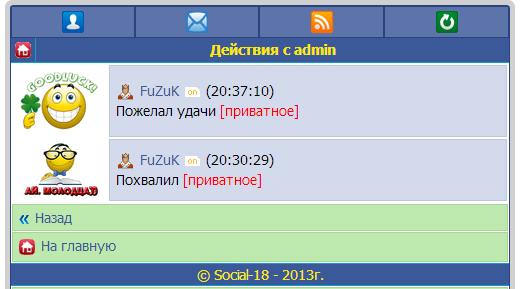 Действия с admin
GOODLUCK!
FuZuK on (20:37:10)
Пожелал удачи [приватное]
АЙ, МОЛОДЦА))
FuZuK on (20:30:29)
Похвалил [приватное]
« Назад
На главную
© Social-18 - 2013г.